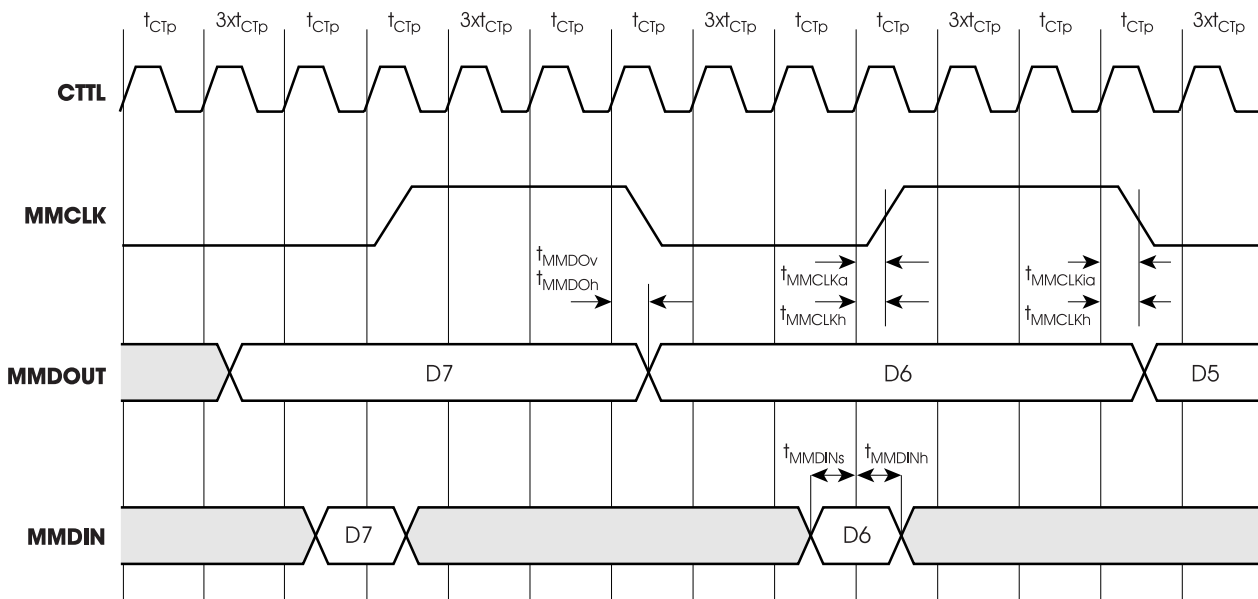 tCTp 3xtCTp tCTp tCTp 3xtCTp tCTp tCTp 3xtCTp tCTp tCTp 3xtCTp tCTp tCTp 3xtCTp
CTTL
MMCLK
tMMDOv
tMMDOh
tMMCLKa
tMMCLKh
tMMCLKia
tMMCLKh
MMDOUT D7 D6 D5
tMMDINs tMMDINh
MMDIN D7 D6